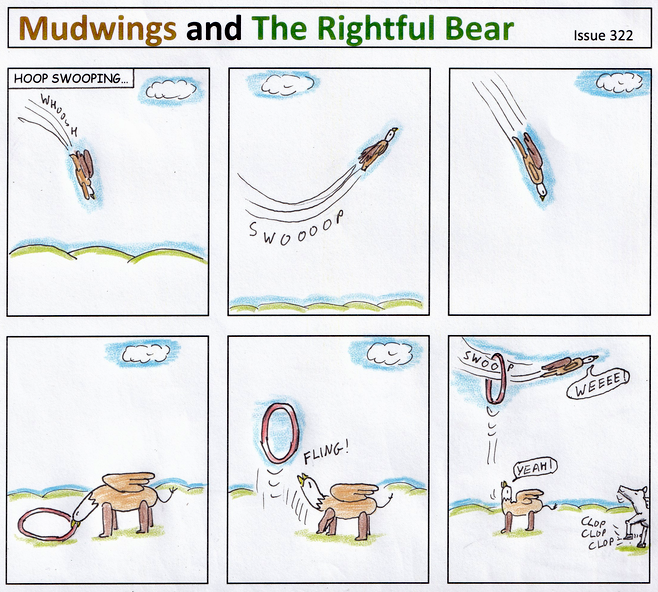 Mudwings and The Rightful Bear
Issue 322
HOOP SWOOPING...
WHOOSH
SWOOOOP
FLING!
SWOOP
WEEEE!
YEAH!
CLOP
CLOP
CLOP